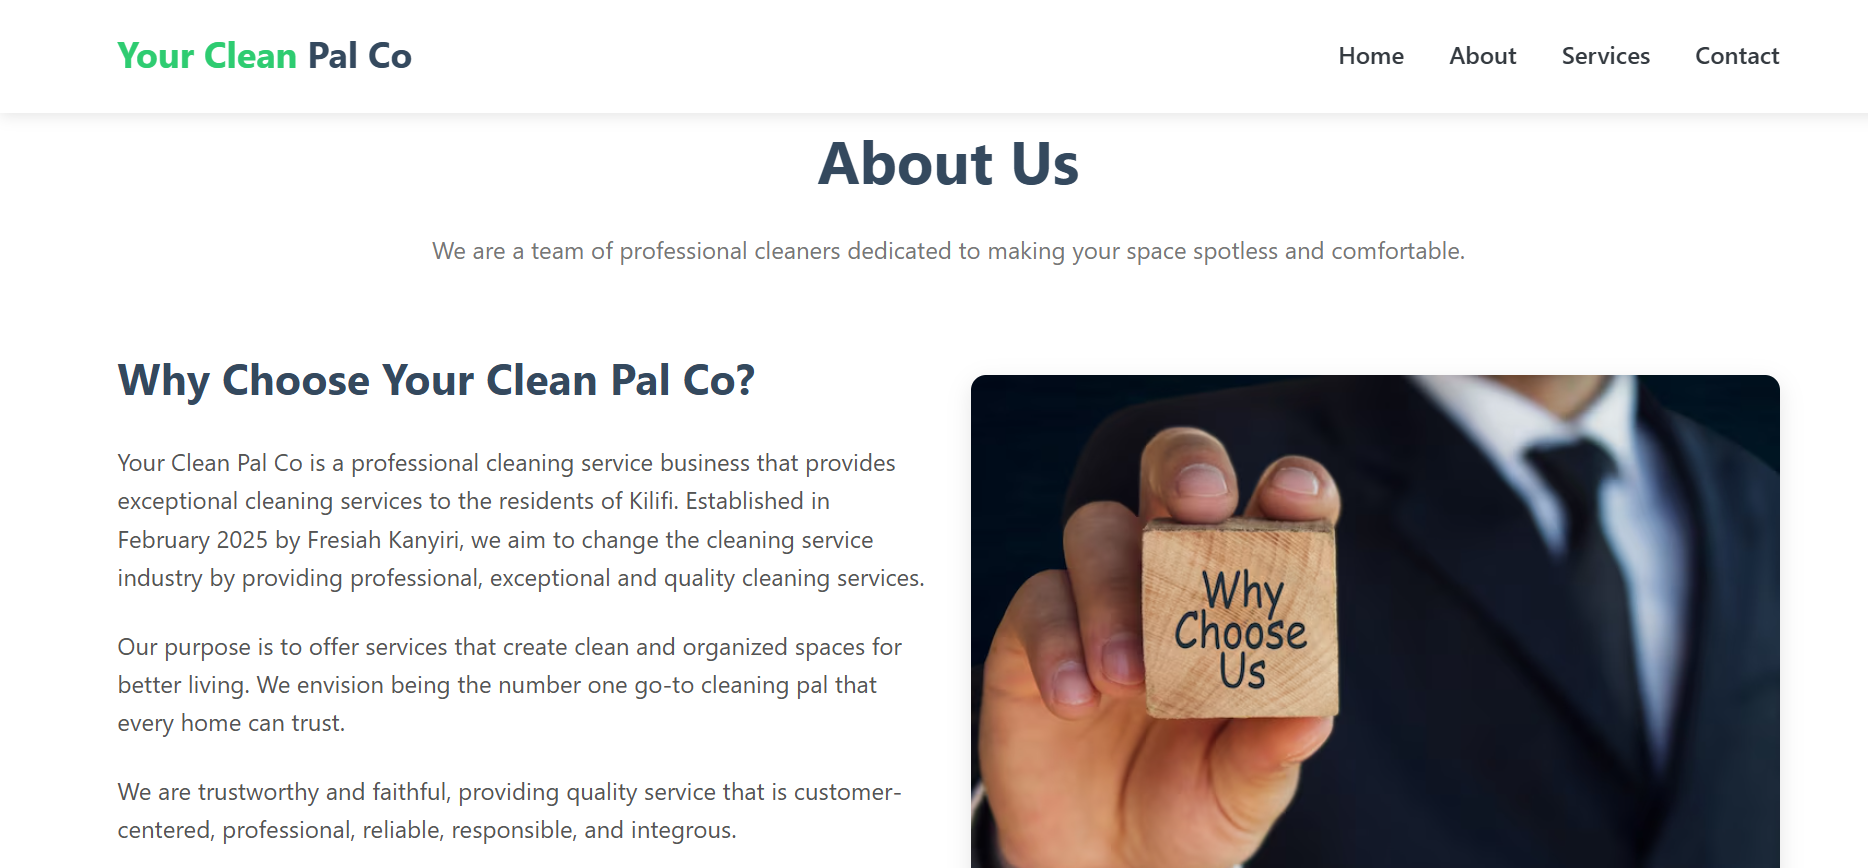 Your Clean Pal Co
Home About Services Contact
About Us
We are a team of professional cleaners dedicated to making your space spotless and comfortable.
Why Choose Your Clean Pal Co?
Your Clean Pal Co is a professional cleaning service business that provides
exceptional cleaning services to the residents of Kilifi. Established in
February 2025 by Fresiah Kanyiri, we aim to change the cleaning service
industry by providing professional, exceptional and quality cleaning services.
Our purpose is to offer services that create clean and organized spaces for
better living. We envision being the number one go-to cleaning pal that
every home can trust.
We are trustworthy and faithful, providing quality service that is customer-
centered, professional, reliable, responsible, and integrous.
Why
Choose
Us